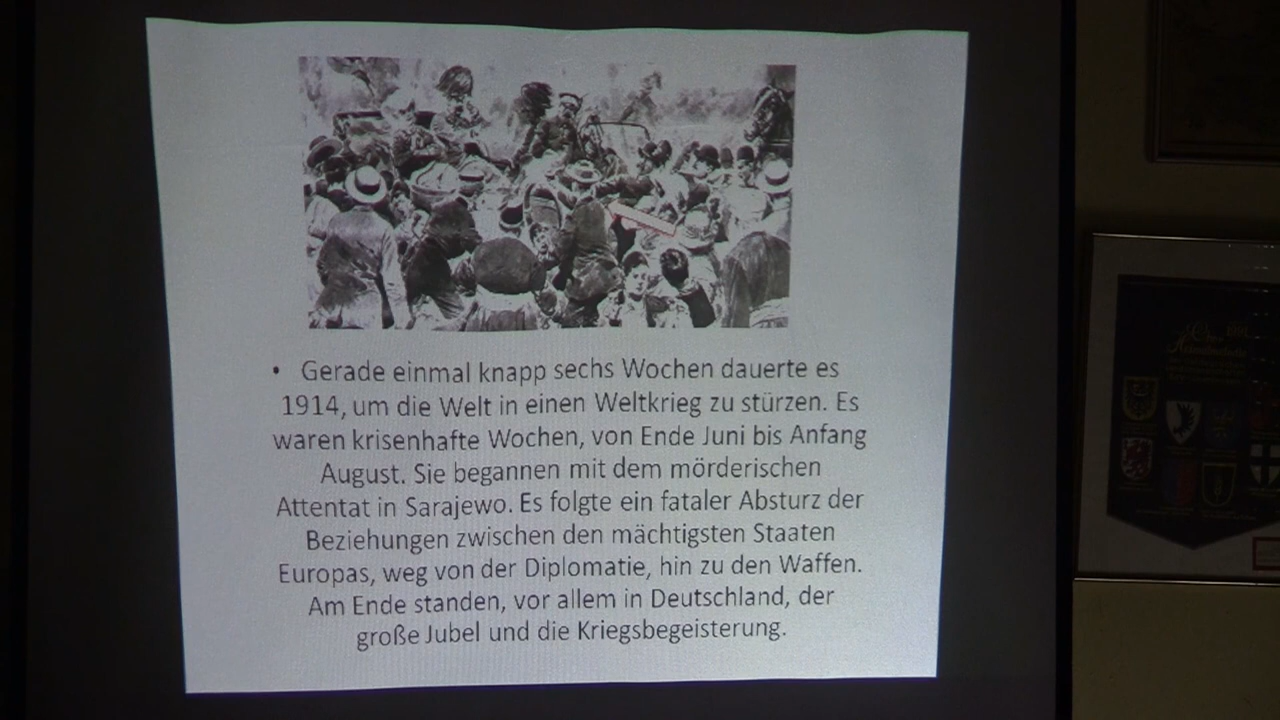 • Gerade einmal knapp sechs Wochen dauerte es
1914, um die Welt in einen Weltkrieg zu stürzen. Es
waren krisenhafte Wochen, von Ende Juni bis Anfang
August. Sie begannen mit dem mörderischen
Attentat in Sarajewo. Es folgte ein fataler Absturz der
Beziehungen zwischen den mächtigsten Staaten
Europas, weg von der Diplomatie, hin zu den Waffen.
Am Ende standen, vor allem in Deutschland, der
große Jubel und die Kriegsbegeisterung.